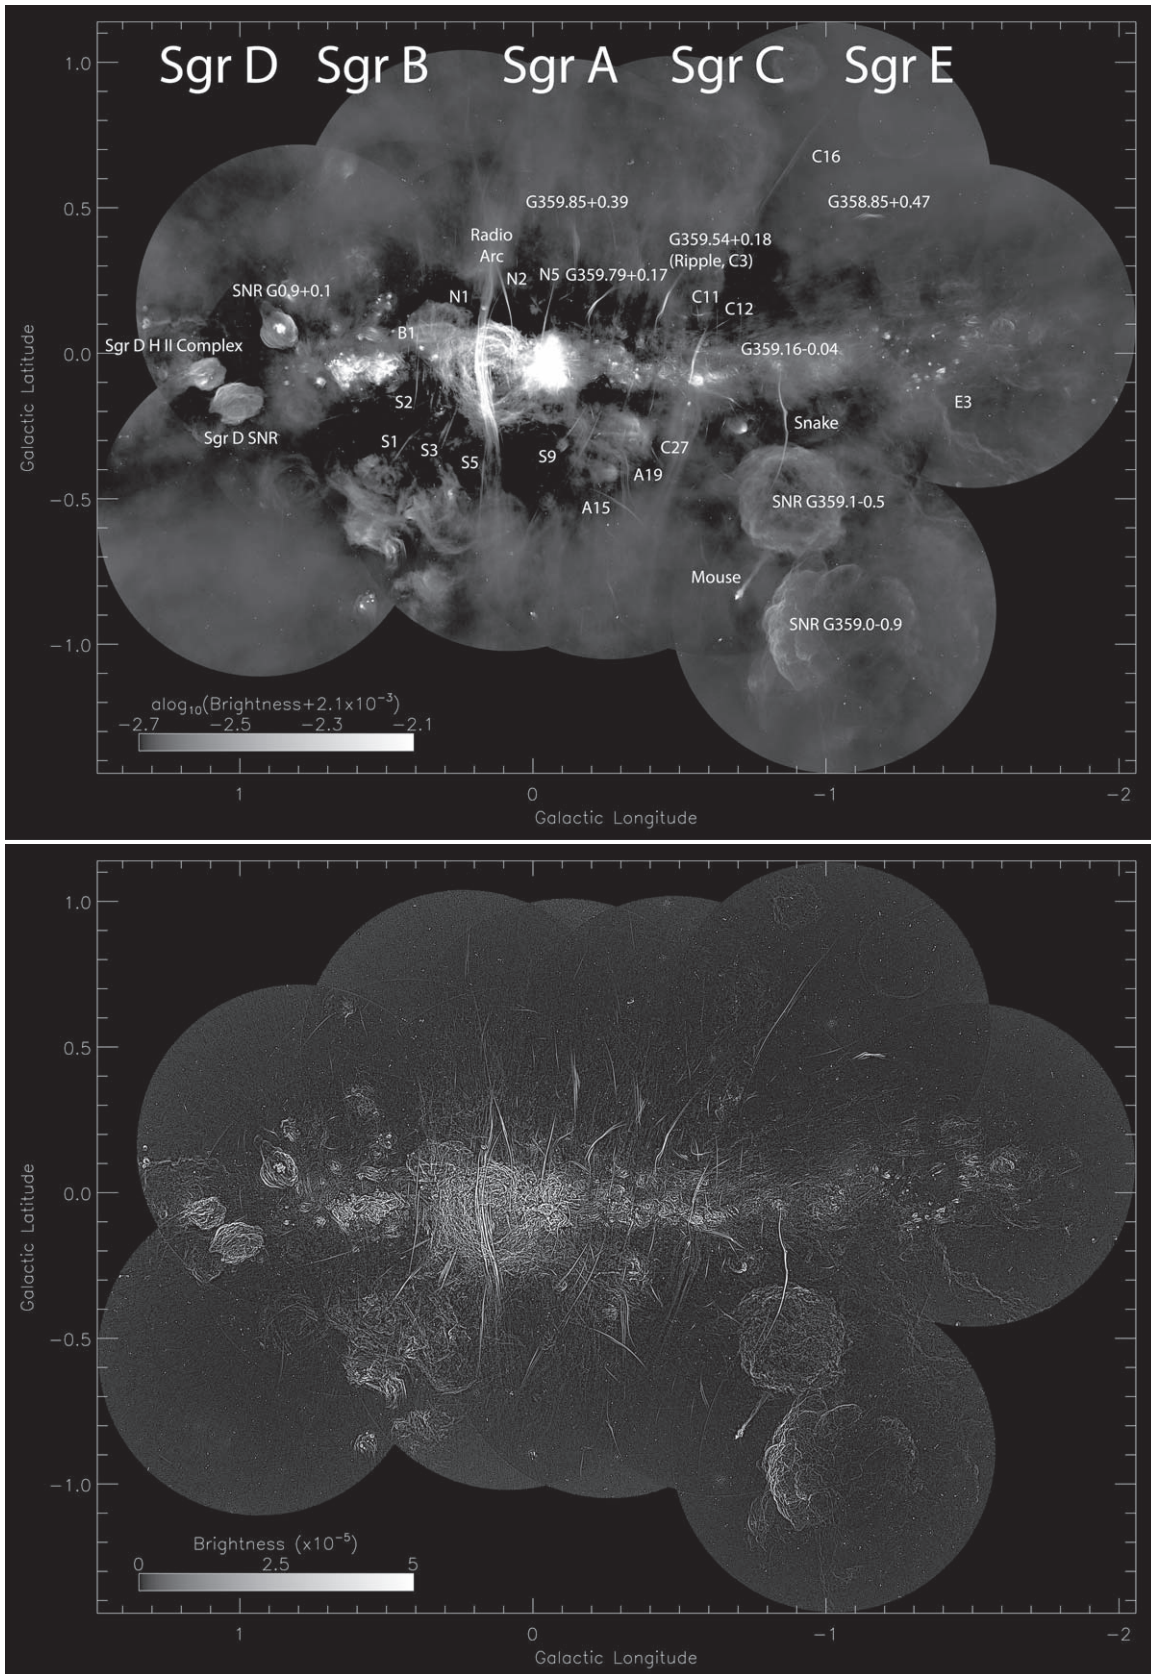 Sgr D Sgr B Sgr A Sgr C Sgr E
1.0
C16
0.5
G359.85+0.39
G358.85+0.47
Radio
Arc
G359.54+0.18
(Ripple, C3)
N2
N5
G359.79+0.17
SNR G0.9+0.1
N1
C11
C12
B1
Sgr D H II Complex
0.0
G359.16-0.04
S2
E3
Sgr D SNR
Snake
S1
S3
S5
S9
C27
A19
−0.5
A15
SNR G359.1-0.5
Mouse
SNR G359.0-0.9
−1.0
Galactic Latitude
alog10(Brightness+2.1x10−3)
−2.7 −2.5 −2.3 −2.1
1 0 −1 −2
Galactic Longitude
1.0
0.5
0.0
−0.5
−1.0
Galactic Latitude
Brightness (x10−5)
0 2.5 5
1 0 −1 −2
Galactic Longitude